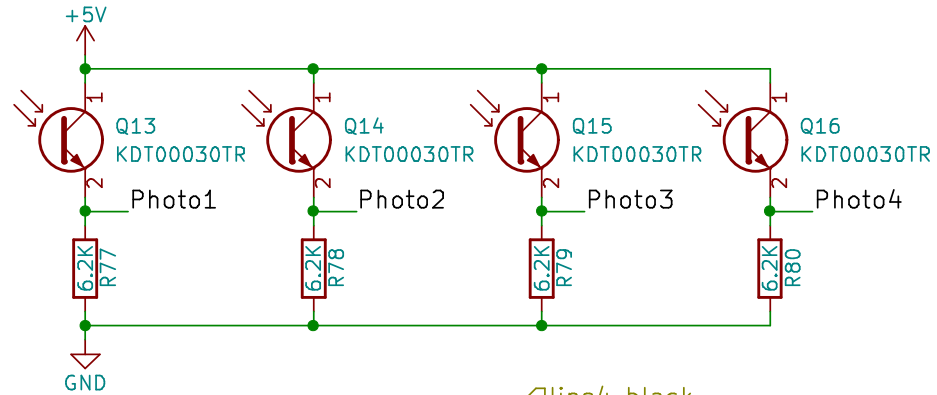 +5V
1
Q13
KDT00030TR
2
Photo1
6.2K
R77
1
Q14
KDT00030TR
2
Photo2
6.2K
R78
1
Q15
KDT00030TR
2
Photo3
6.2K
R79
1
Q16
KDT00030TR
2
Photo4
6.2K
R80
GND